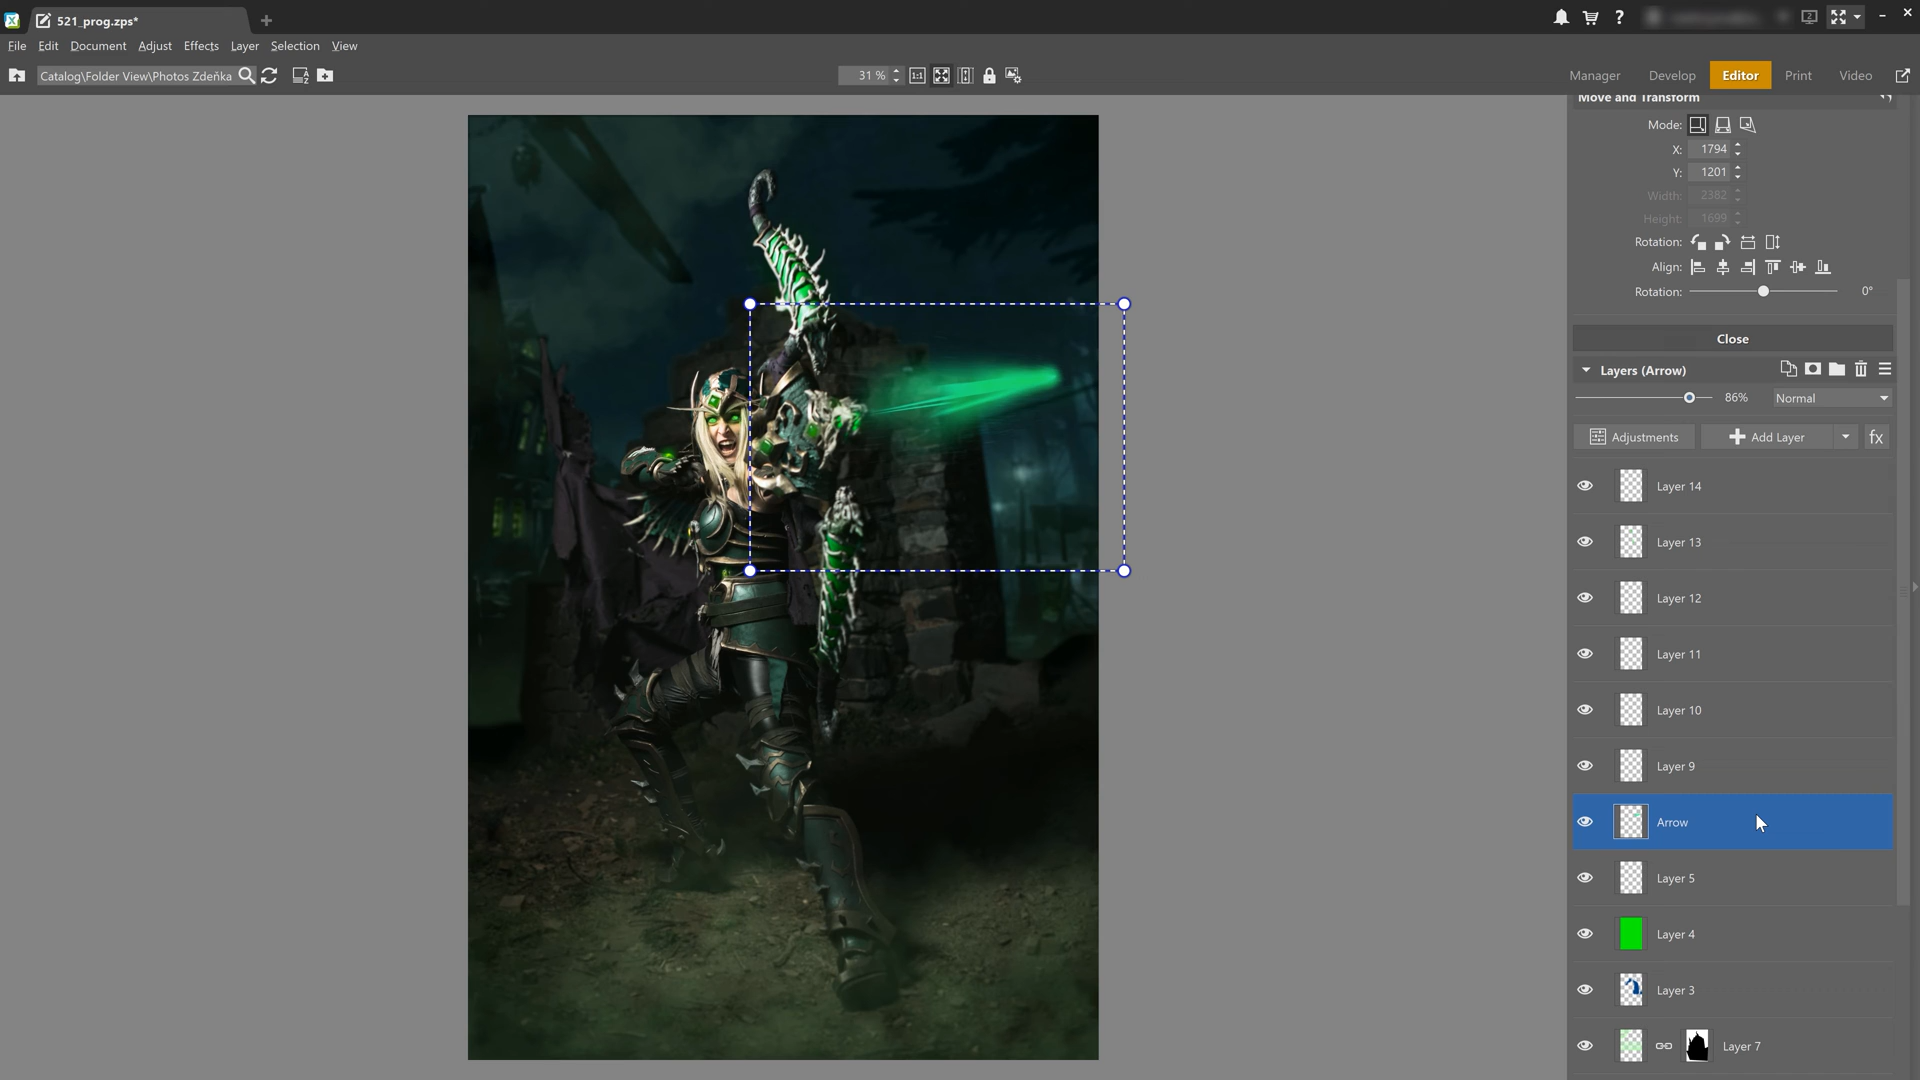 521_prog.zps*
File Edit Document Adjust Effects Layer Selection View
Catalog\Folder View\Photos Zdeňka
31 %
1:1
Manager Develop Editor Print Video
Move and Transform
Mode:
X: 1794
Y: 1201
Width: 2382
Height: 1699
Rotation:
Align:
Rotation: 0°
Close
Layers (Arrow)
86% Normal
Adjustments Add Layer fx
Layer 14
Layer 13
Layer 12
Layer 11
Layer 10
Layer 9
Arrow
Layer 5
Layer 4
Layer 3
Layer 7